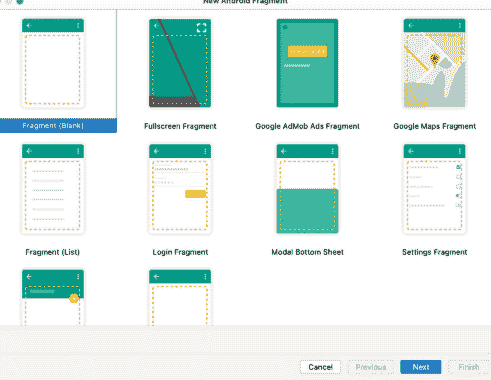 New Android Fragment
Fragment (Blank)
Fullscreen Fragment
Google AdMob Ads Fragment
Google Maps Fragment
Fragment (List)
Login Fragment
Modal Bottom Sheet
Settings Fragment
Cancel
Previous
Next
Finish